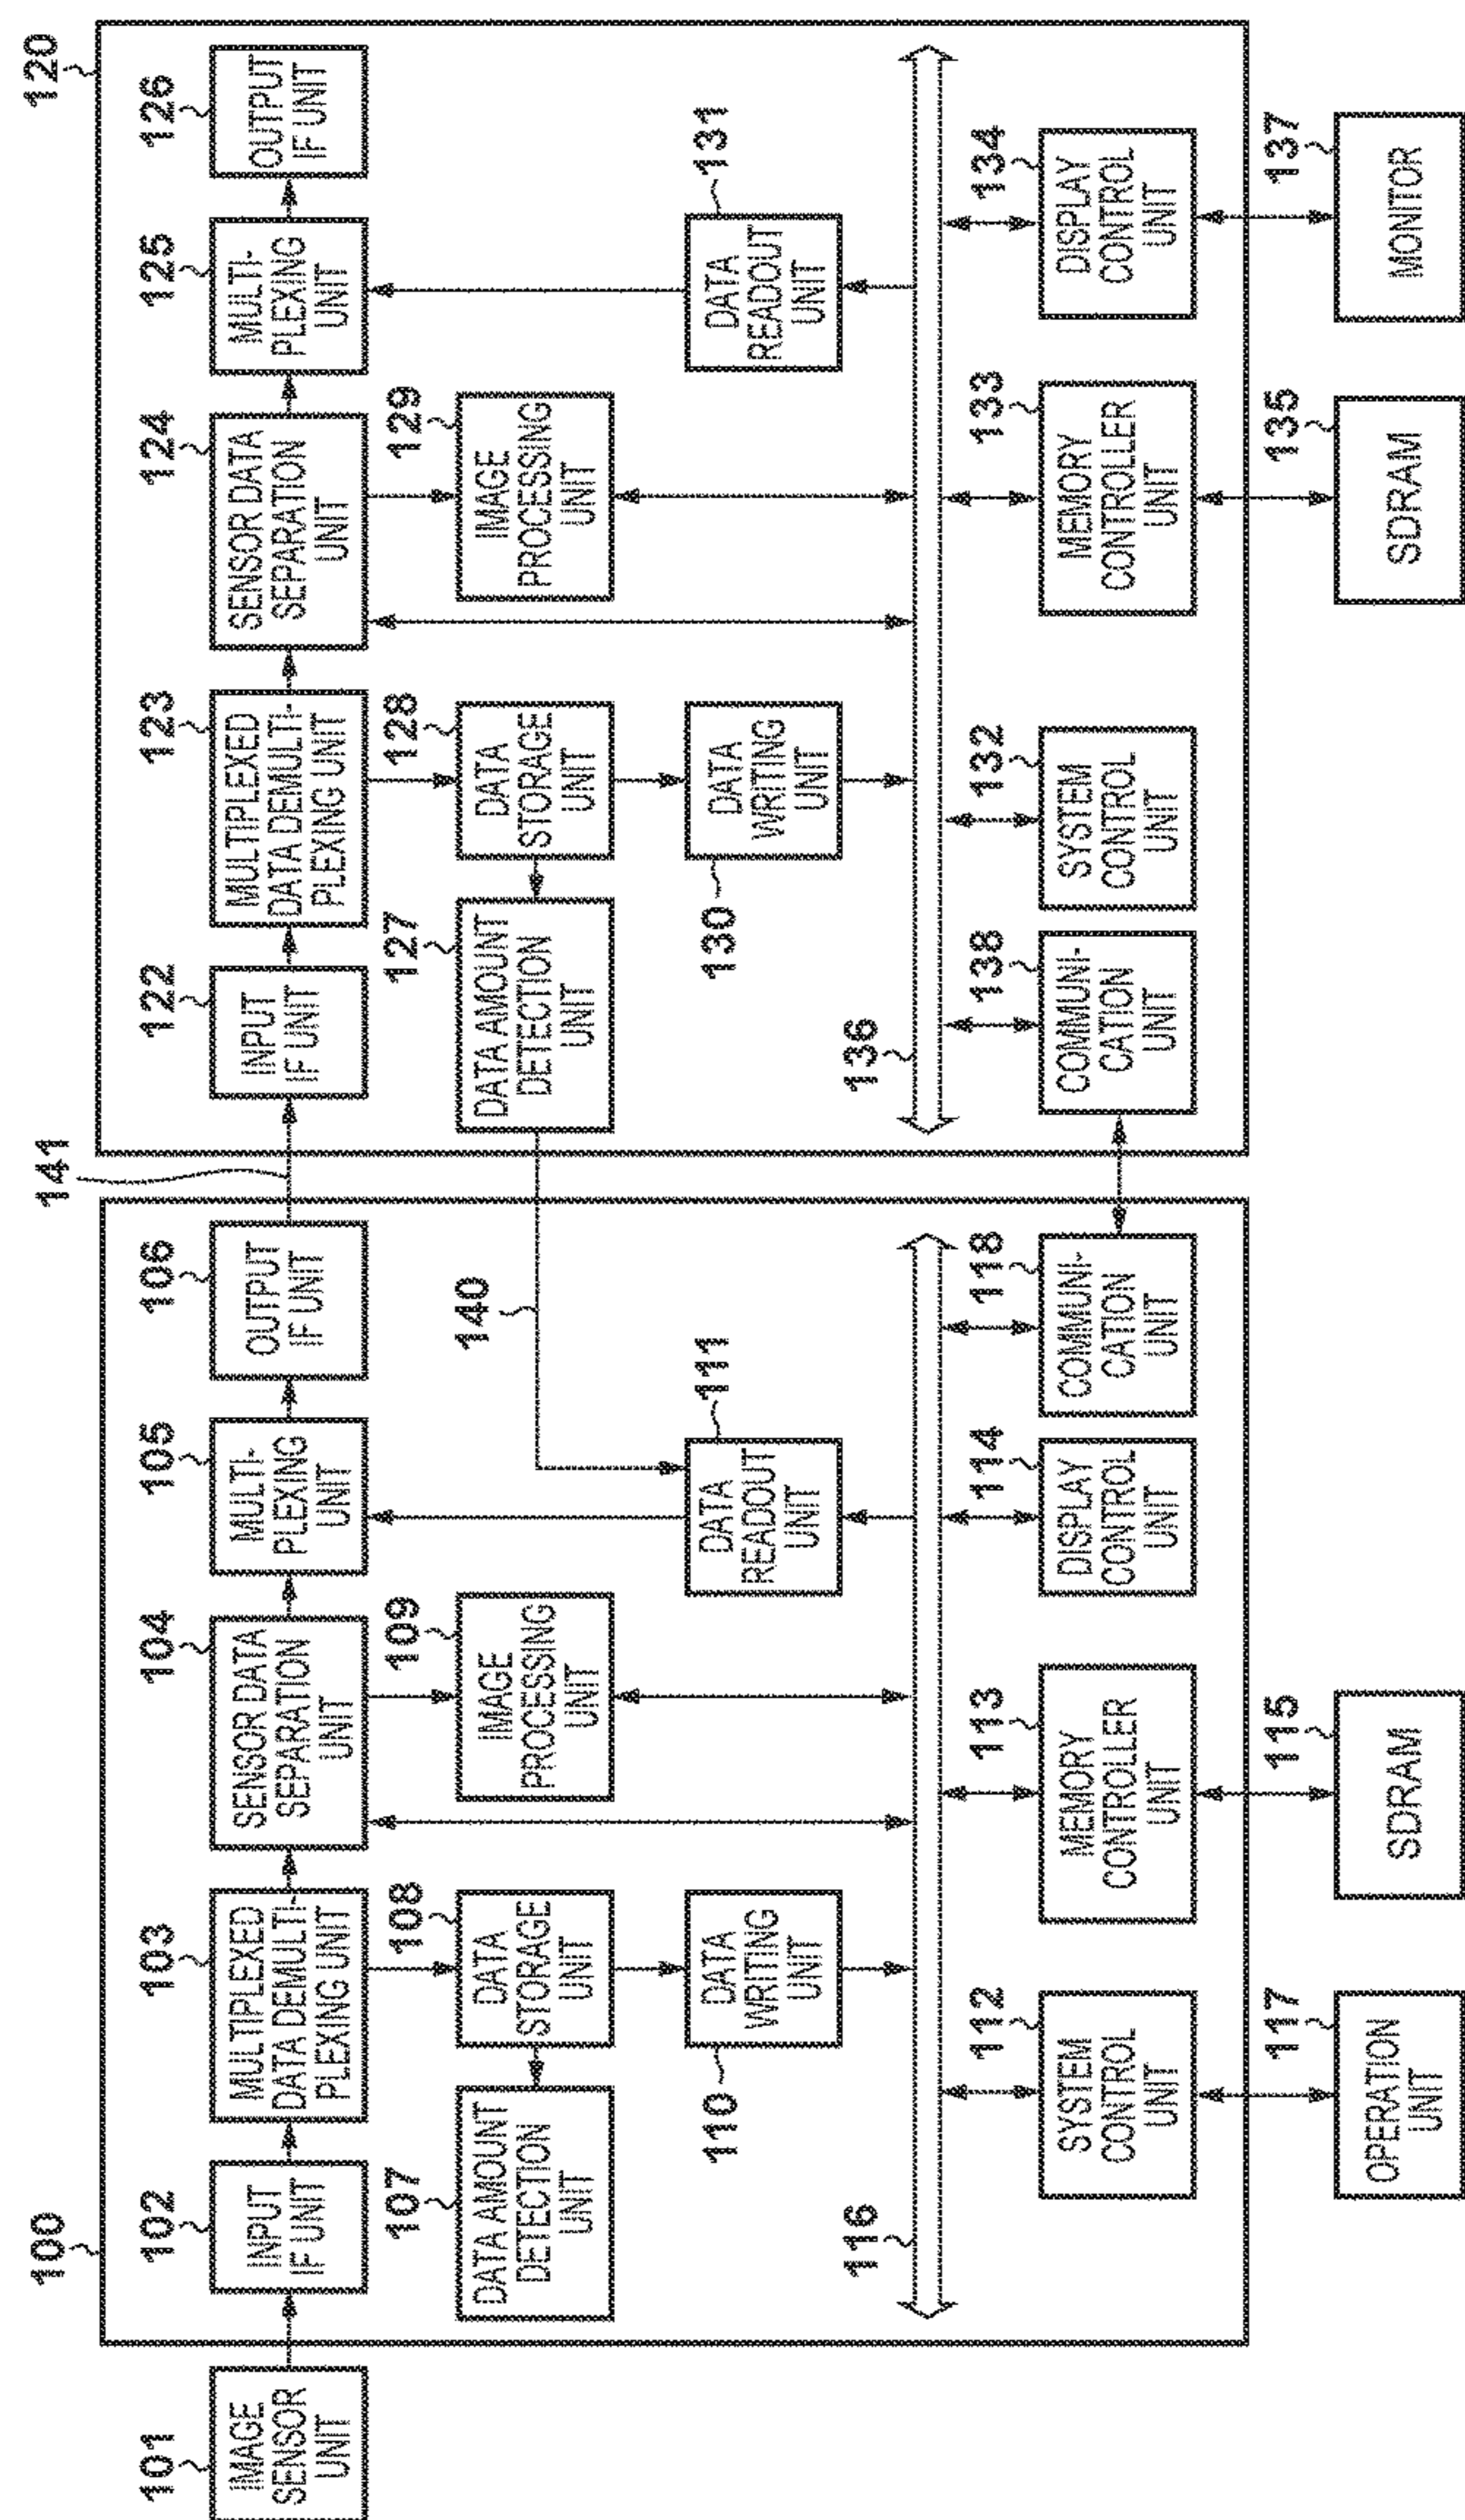 100
120
141
101
IMAGE
SENSOR
UNIT
102
INPUT
IF UNIT
103
MULTIPLEXED
DATA DEMULTI-
PLEXING UNIT
104
SENSOR DATA
SEPARATION
UNIT
105
MULTI-
PLEXING
UNIT
106
OUTPUT
IF UNIT
122
INPUT
IF UNIT
123
MULTIPLEXED
DATA DEMULTI-
PLEXING UNIT
124
SENSOR DATA
SEPARATION
UNIT
125
MULTI-
PLEXING
UNIT
126
OUTPUT
IF UNIT
107
DATA AMOUNT
DETECTION
UNIT
108
DATA
STORAGE
UNIT
109
IMAGE
PROCESSING
UNIT
140
127
DATA AMOUNT
DETECTION
UNIT
128
DATA
STORAGE
UNIT
129
IMAGE
PROCESSING
UNIT
110
DATA
WRITING
UNIT
111
DATA
READOUT
UNIT
130
DATA
WRITING
UNIT
131
DATA
READOUT
UNIT
116
136
112
SYSTEM
CONTROL
UNIT
113
MEMORY
CONTROLLER
UNIT
114
DISPLAY
CONTROL
UNIT
118
COMMUNI-
CATION
UNIT
138
COMMUNI-
CATION
UNIT
132
SYSTEM
CONTROL
UNIT
133
MEMORY
CONTROLLER
UNIT
134
DISPLAY
CONTROL
UNIT
117
OPERATION
UNIT
115
SDRAM
135
SDRAM
137
MONITOR